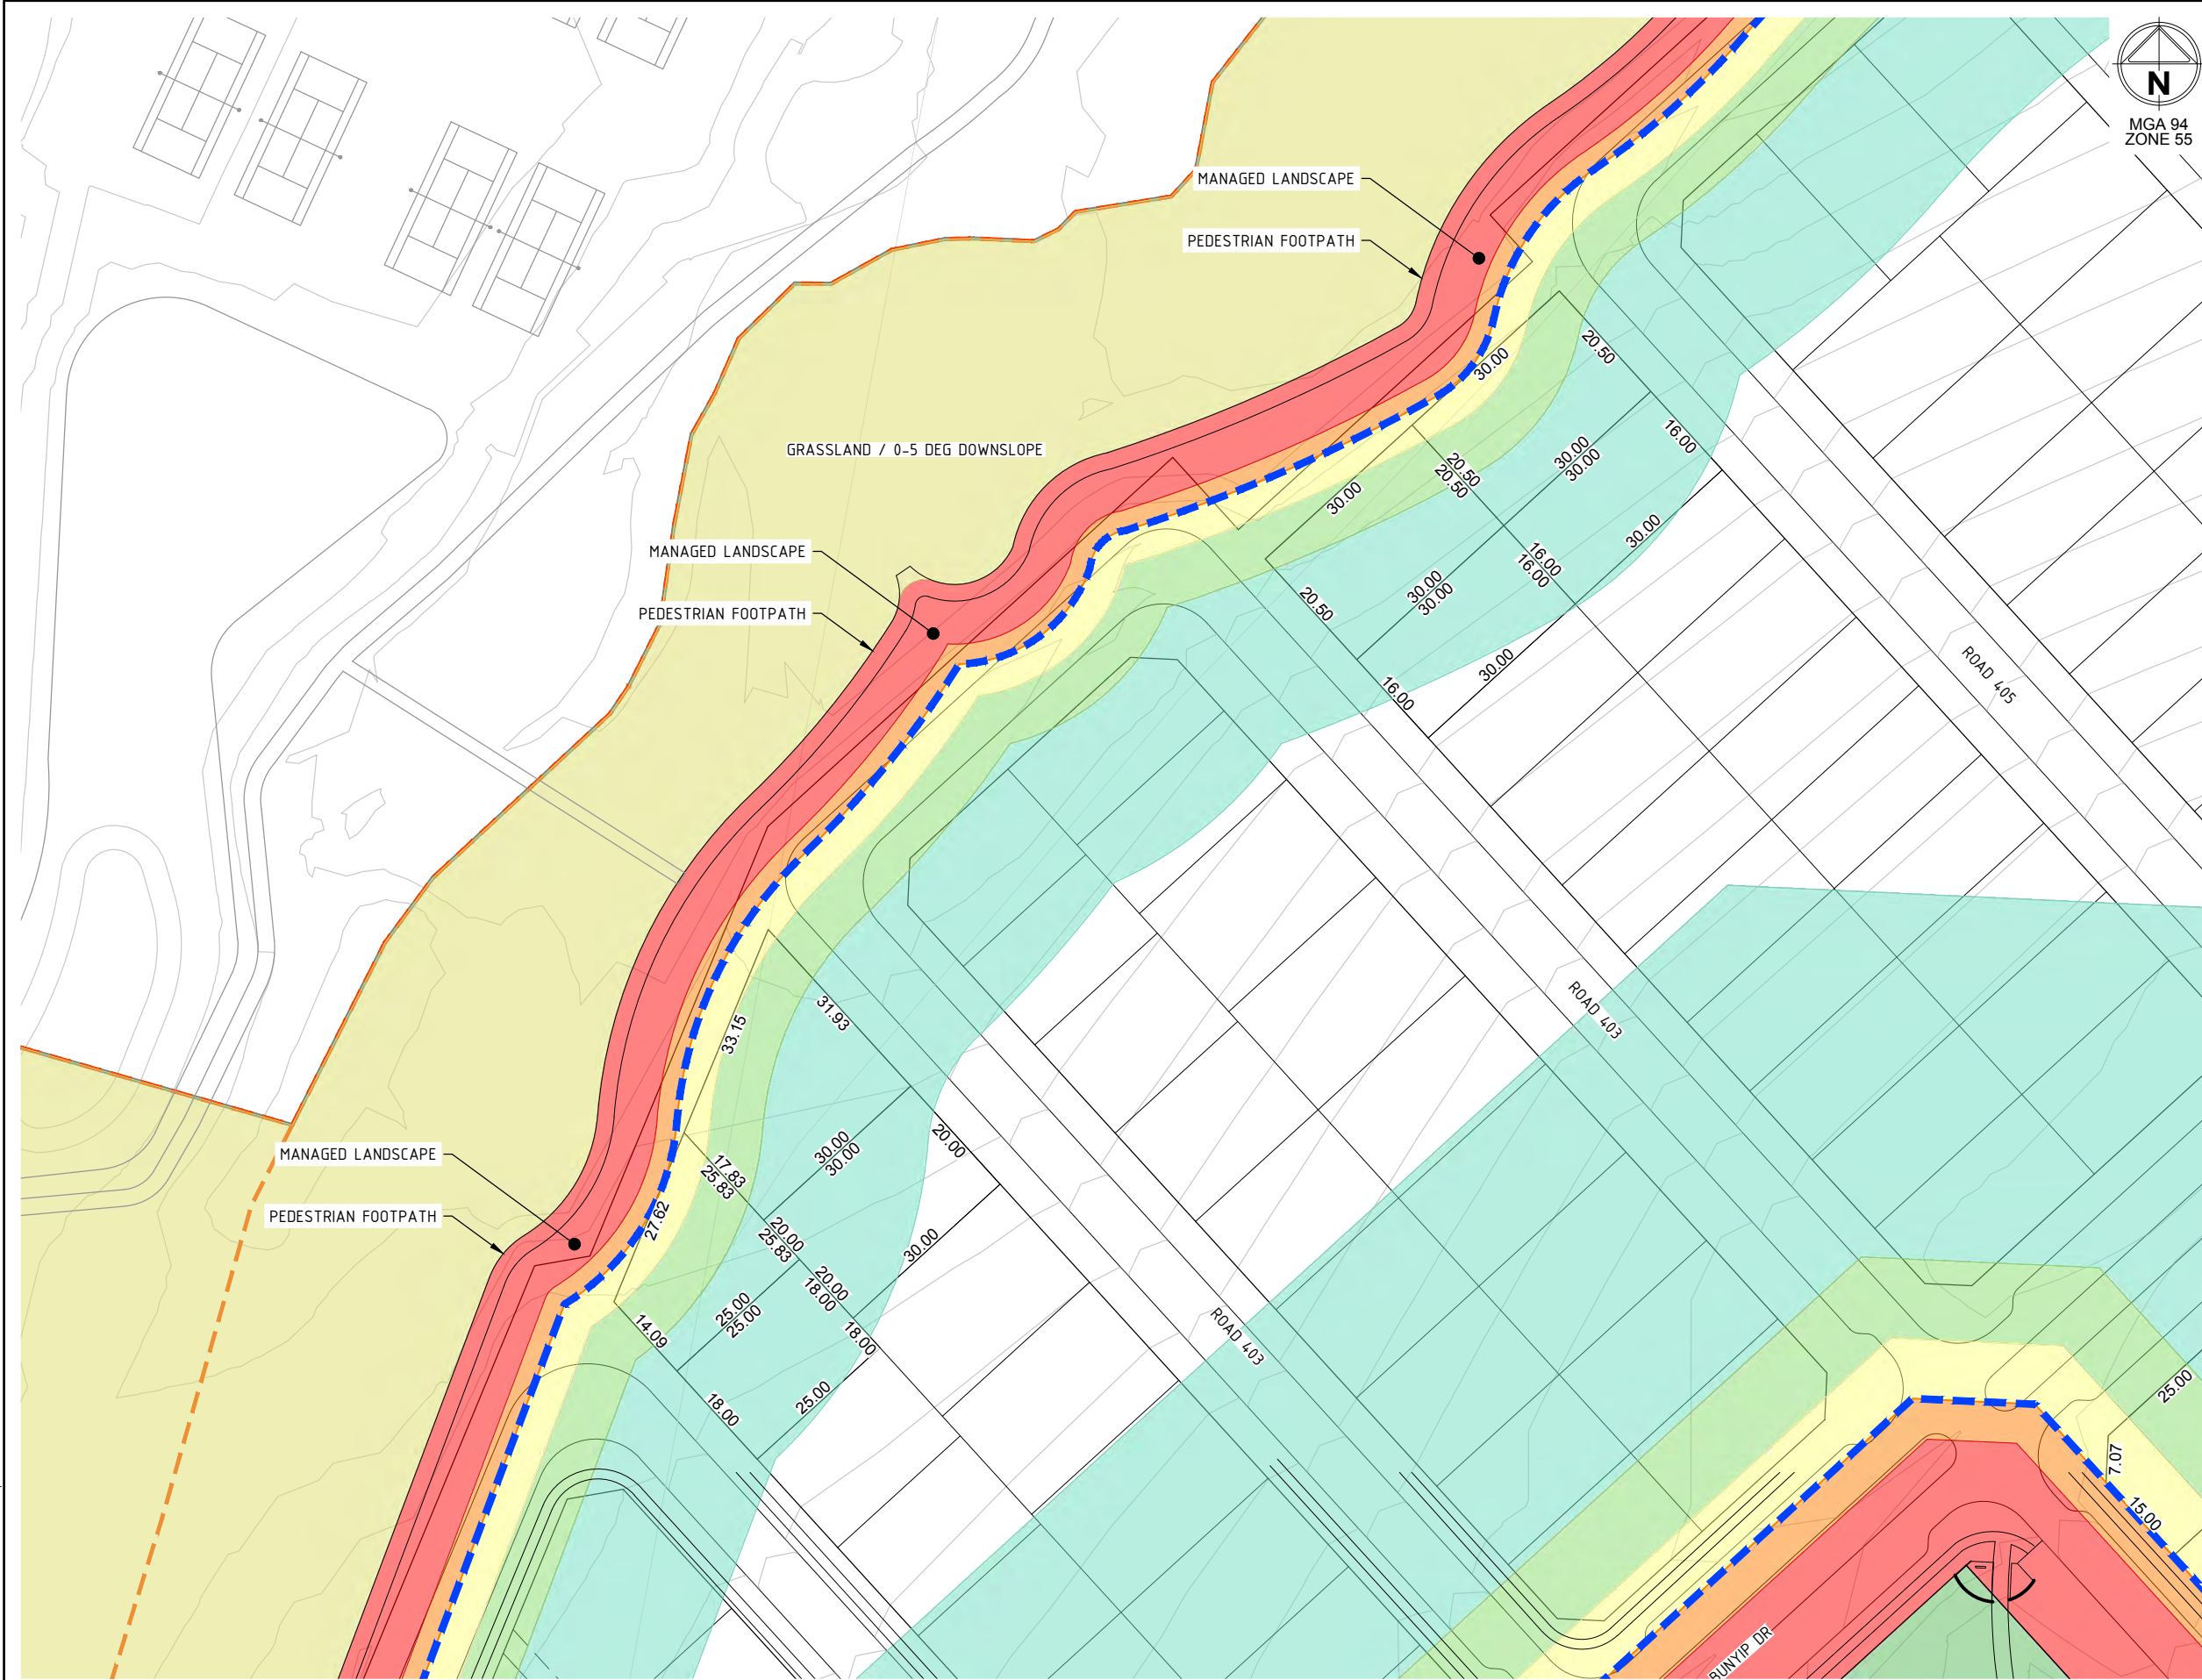 N
MGA 94
ZONE 55
MANAGED LANDSCAPE
PEDESTRIAN FOOTPATH
30.00
20.50
16.00
GRASSLAND / 0-5 DEG DOWNSLOPE
20.50
20.50
30.00
30.00
30.00
30.00
MANAGED LANDSCAPE
16.00
16.00
30.00
30.00
PEDESTRIAN FOOTPATH
20.50
30.00
16.00
ROAD 405
31.93
33.15
ROAD 403
MANAGED LANDSCAPE
20.00
30.00
30.00
17.83
25.83
PEDESTRIAN FOOTPATH
27.62
20.00
25.83
30.00
20.00
18.00
25.00
25.00
14.09
18.00
ROAD 403
25.00
18.00
25.00
7.07
15.00
BUNYIP DR